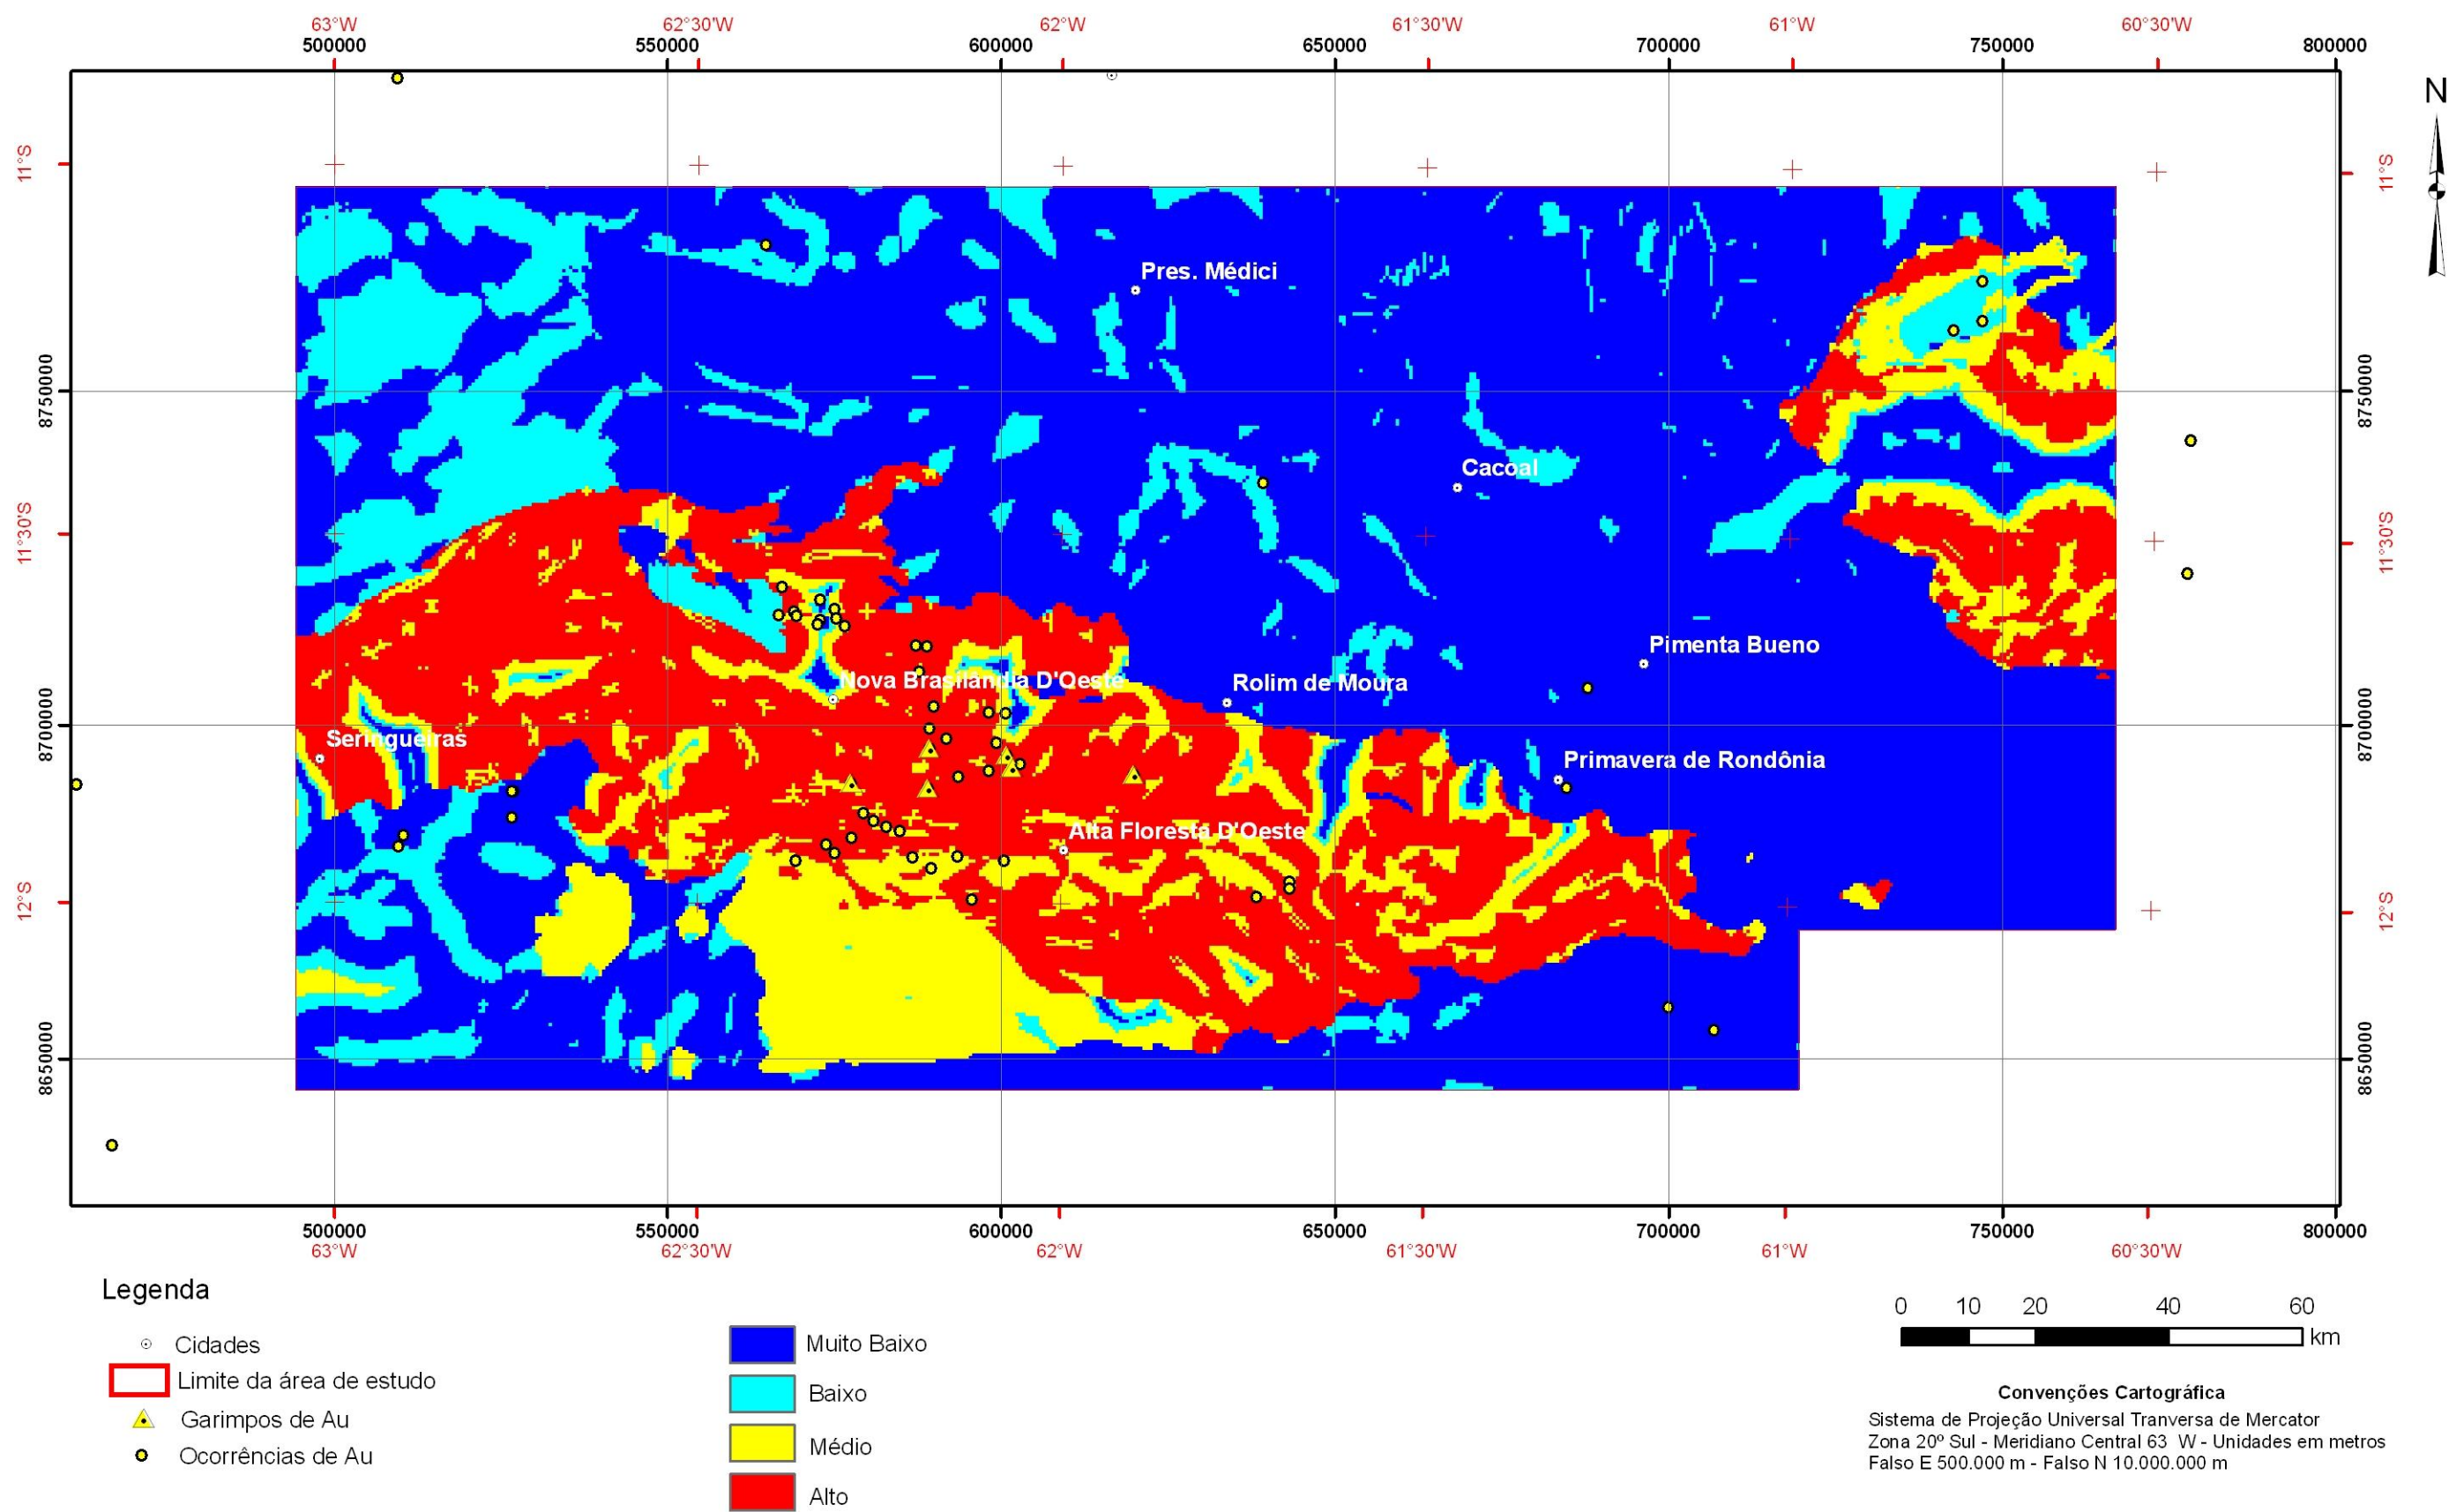 63°W 62°30'W 62°W 61°30'W 61°W 60°30'W
500000 550000 600000 650000 700000 750000 800000
N
11°S 11°S
Pres. Médici
8750000 8750000
Cacoal
11°30'S 11°30'S
Pimenta Bueno
Nova Brasilândia D'Oeste
Rolim de Moura
8700000 8700000
Seringueiras
Primavera de Rondônia
Alta Floresta D'Oeste
12°S 12°S
8650000 8650000
500000 550000 600000 650000 700000 750000 800000
63°W 62°30'W 62°W 61°30'W 61°W 60°30'W
Legenda
Cidades
Limite da área de estudo
Garimpos de Au
Ocorrências de Au
Muito Baixo
Baixo
Médio
Alto
0 10 20 40 60
km
Convenções Cartográfica
Sistema de Projeção Universal Tranversa de Mercator
Zona 20º Sul - Meridiano Central 63 W - Unidades em metros
Falso E 500.000 m - Falso N 10.000.000 m